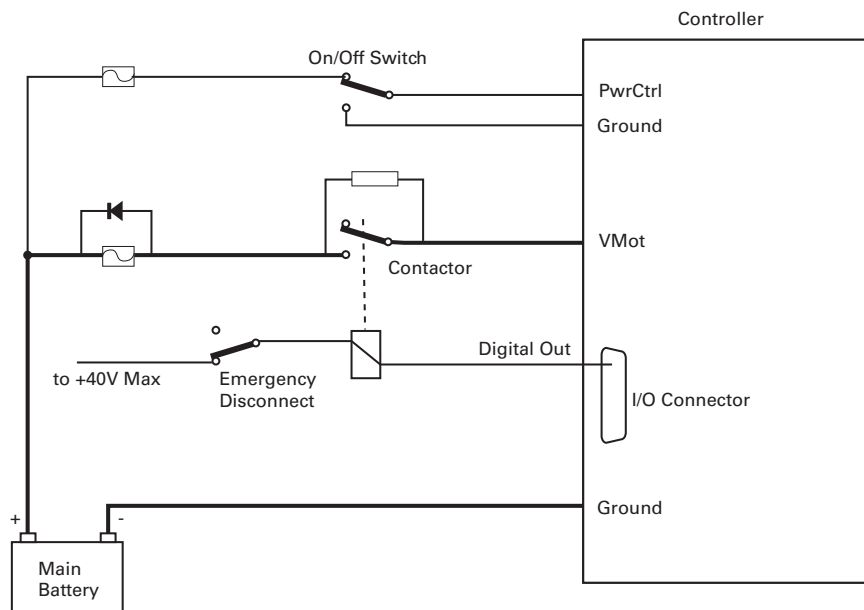 Controller
On/Off Switch
PwrCtrl
Ground
VMot
Contactor
Digital Out
to +40V Max
Emergency
Disconnect
I/O Connector
Ground
+
-
Main
Battery